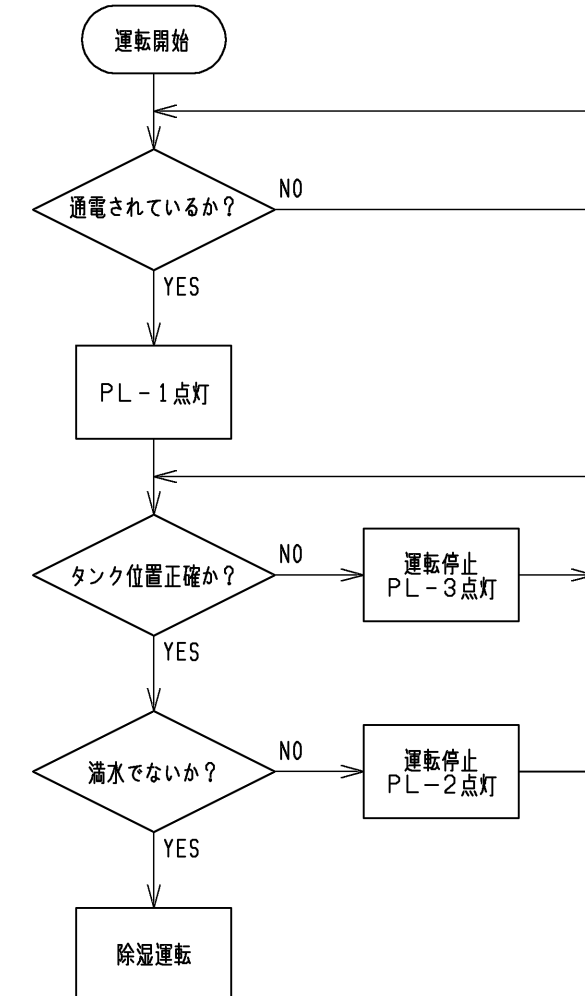 運転開始
通電されているか？
NO
YES
PL－1点灯
タンク位置正確か？
NO
運転停止
PL－3点灯
YES
満水でないか？
NO
運転停止
PL－2点灯
YES
除湿運転